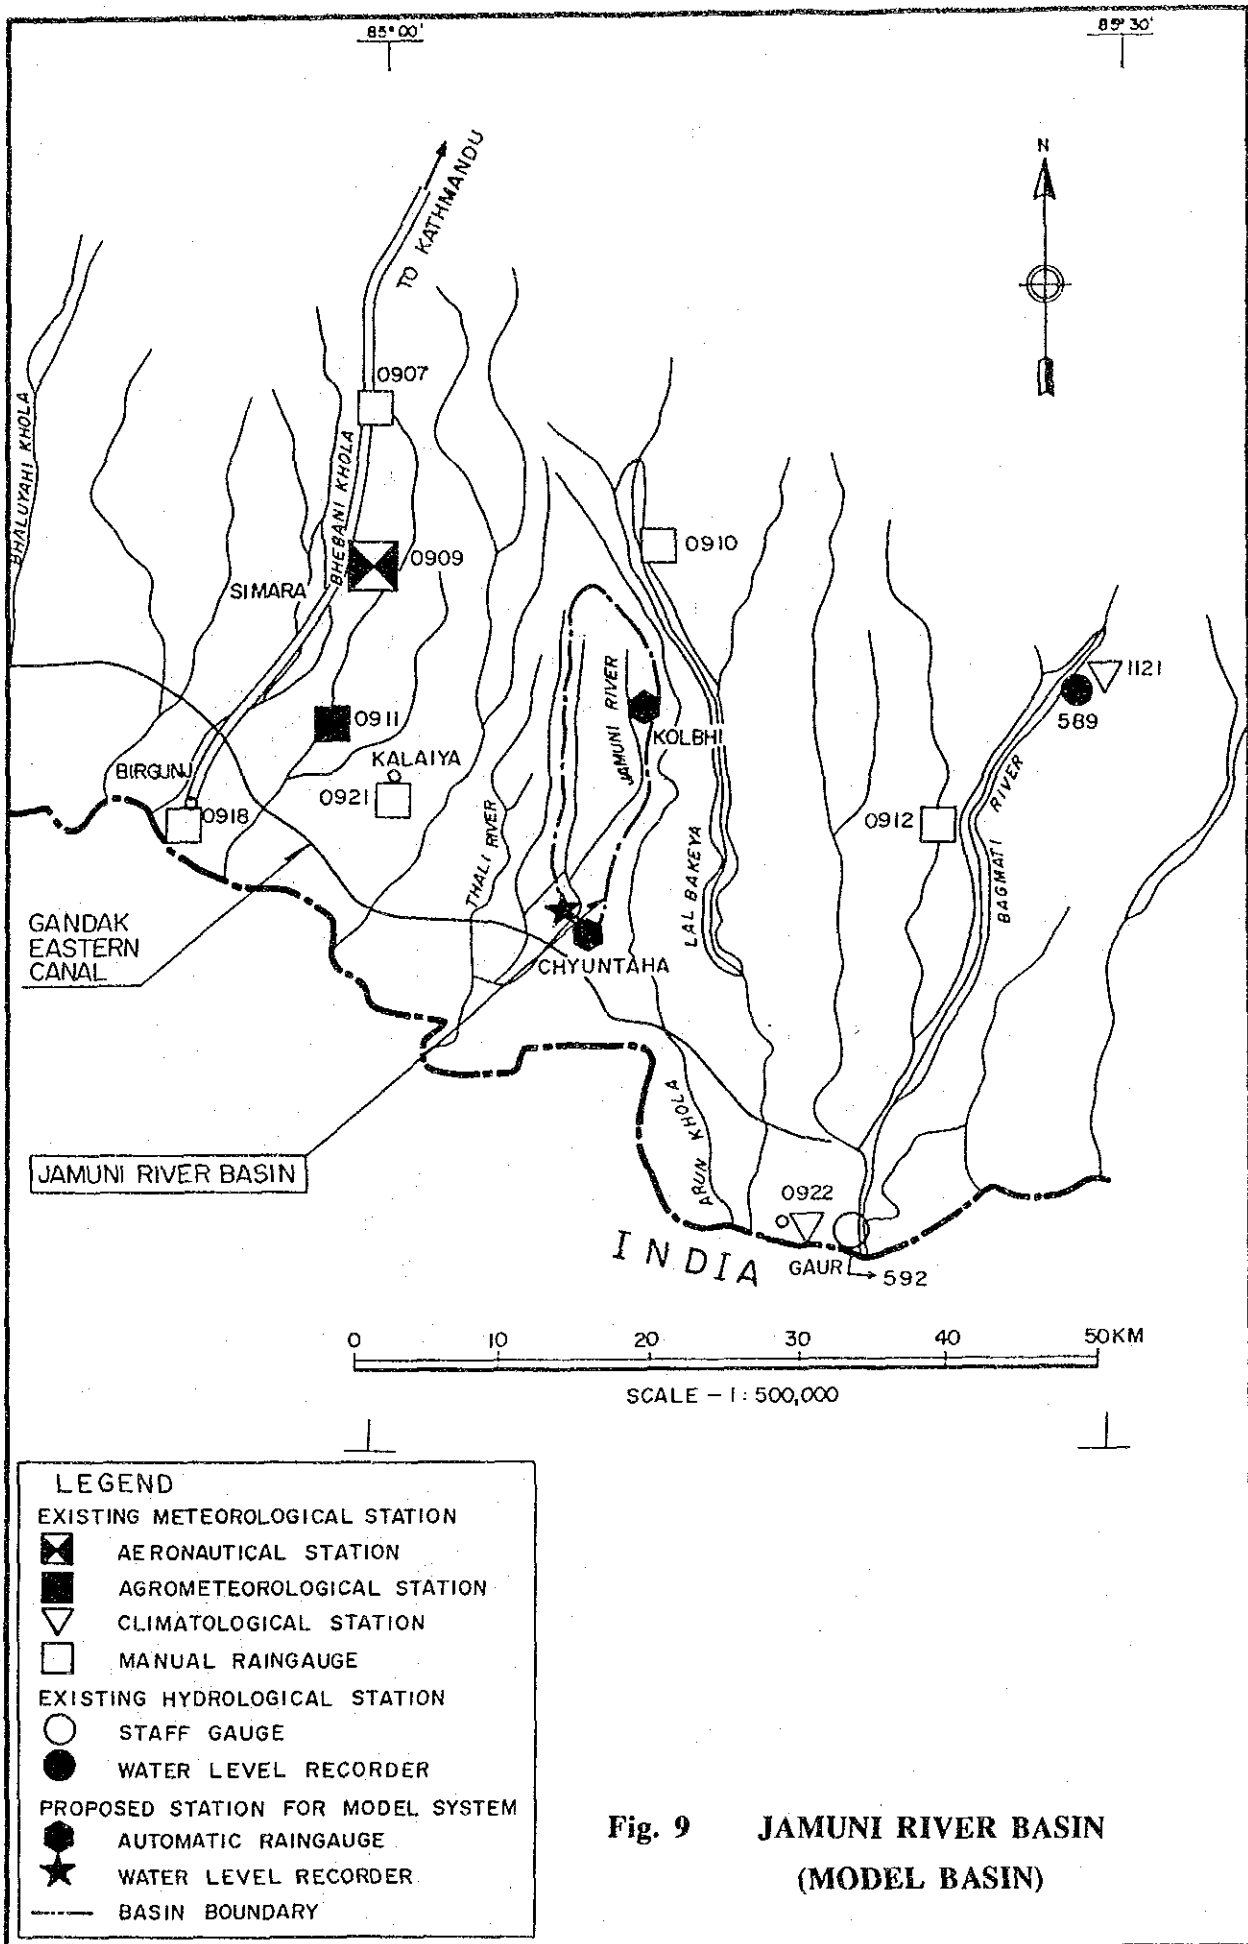 85°00'
85°30'
N
TO KATHMANDU
0907
BHALUYAHI KHOLA
BHEBANI KHOLA
0910
0909
SIMARA
JAMUNI RIVER
1121
589
0911
KOLBHI
KALAIYA
BIRGUNJ
0921
0918
0912
THALI RIVER
LAL BAKEYA
BAGMATI RIVER
GANDAK
EASTERN
CANAL
CHYUNTAHA
ARUN KHOLA
JAMUNI RIVER BASIN
0922
INDIA
GAUR
592
0 10 20 30 40 50 KM
SCALE – 1 : 500,000
LEGEND
EXISTING METEOROLOGICAL STATION
AERONAUTICAL STATION
AGROMETEOROLOGICAL STATION
CLIMATOLOGICAL STATION
MANUAL RAINGAUGE
EXISTING HYDROLOGICAL STATION
STAFF GAUGE
WATER LEVEL RECORDER
PROPOSED STATION FOR MODEL SYSTEM
AUTOMATIC RAINGAUGE
WATER LEVEL RECORDER
BASIN BOUNDARY
Fig. 9 JAMUNI RIVER BASIN
(MODEL BASIN)